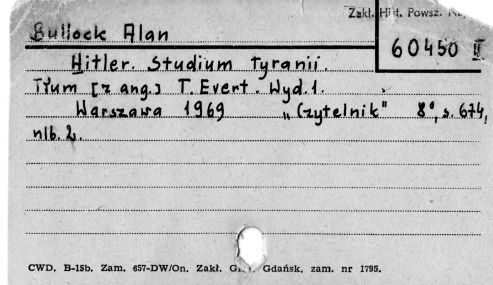 Zakł. Hist. Powsz.
Bullock Alan
60450 II
Hitler. Studium tyranii.
Tłum [z ang.] T. Evert. Wyd. 1.
Warszawa 1969 „Czytelnik" 8°, s. 674,
nlb. 2.
CWD. B-15b. Zam. 657-DW/On. Zakł. Gdańsk, zam. nr 1795.